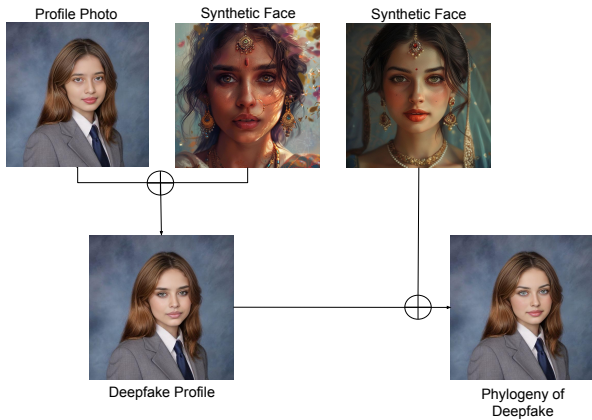 Profile Photo
Synthetic Face
Synthetic Face
Deepfake Profile
Phylogeny of
Deepfake